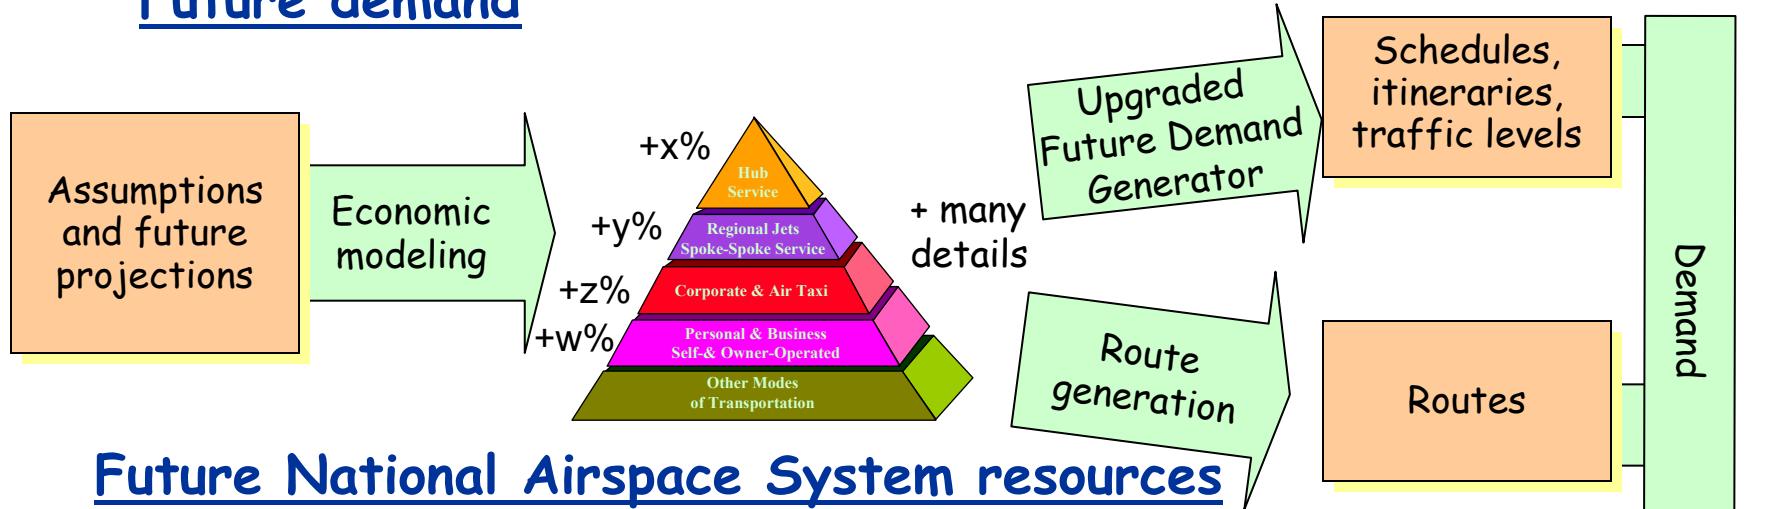 Future demand
Assumptions
and future
projections
Economic
modeling
+x%
+y%
+z%
+w%
Hub
Service
Regional Jets
Spoke-Spoke Service
Corporate & Air Taxi
Personal & Business
Self-& Owner-Operated
Other Modes
of Transportation
+ many
details
Upgraded
Future Demand
Generator
Route
generation
Schedules,
itineraries,
traffic levels
Routes
Demand
Future National Airspace System resources